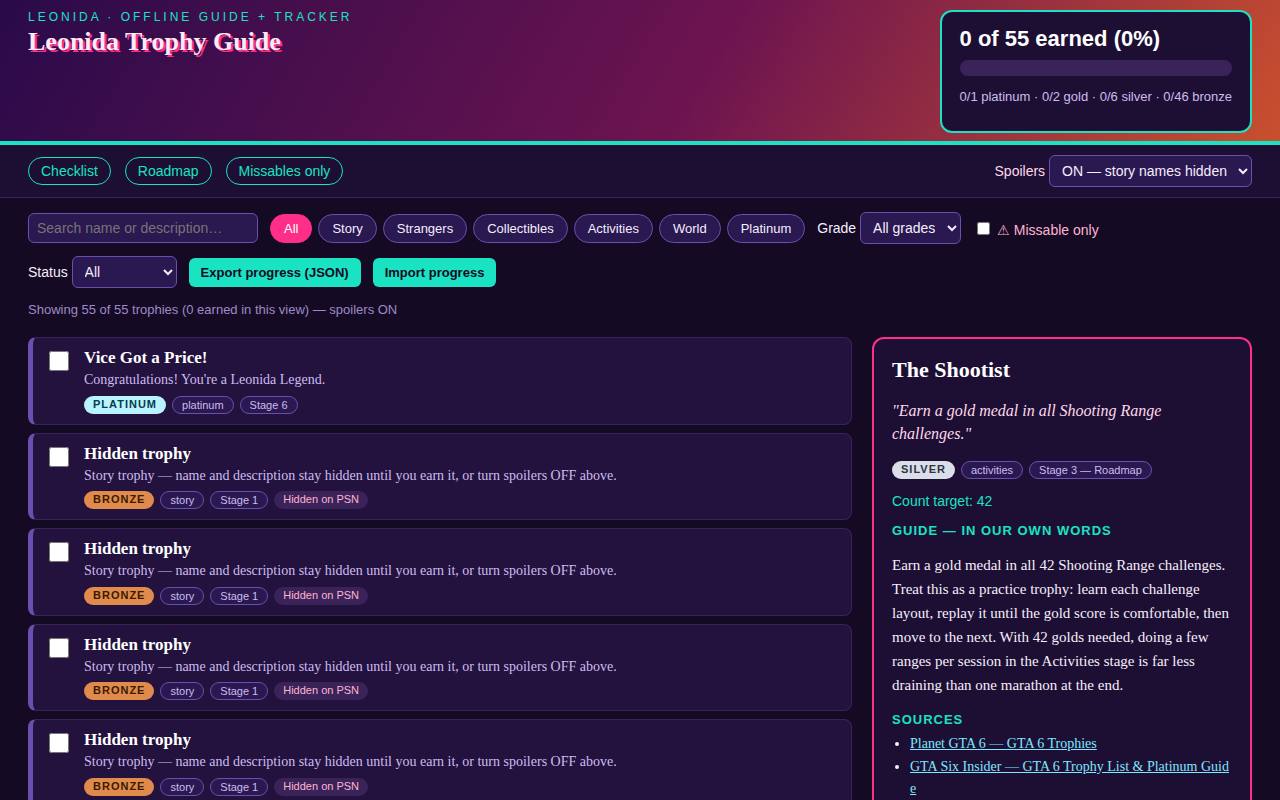 LEONIDA · OFFLINE GUIDE + TRACKER
Leonida Trophy Guide
0 of 55 earned (0%)
0/1 platinum · 0/2 gold · 0/6 silver · 0/46 bronze
Checklist
Roadmap
Missables only
Spoilers
ON — story names hidden
Search name or description…
All
Story
Strangers
Collectibles
Activities
World
Platinum
Grade
All grades
⚠ Missable only
Status
All
Export progress (JSON)
Import progress
Showing 55 of 55 trophies (0 earned in this view) — spoilers ON
Vice Got a Price!
Congratulations! You're a Leonida Legend.
PLATINUM
platinum
Stage 6
Hidden trophy
Story trophy — name and description stay hidden until you earn it, or turn spoilers OFF above.
BRONZE
story
Stage 1
Hidden on PSN
Hidden trophy
Story trophy — name and description stay hidden until you earn it, or turn spoilers OFF above.
BRONZE
story
Stage 1
Hidden on PSN
Hidden trophy
Story trophy — name and description stay hidden until you earn it, or turn spoilers OFF above.
BRONZE
story
Stage 1
Hidden on PSN
Hidden trophy
Story trophy — name and description stay hidden until you earn it, or turn spoilers OFF above.
BRONZE
story
Stage 1
Hidden on PSN
The Shootist
"Earn a gold medal in all Shooting Range
challenges."
SILVER
activities
Stage 3 — Roadmap
Count target: 42
GUIDE — IN OUR OWN WORDS
Earn a gold medal in all 42 Shooting Range challenges.
Treat this as a practice trophy: learn each challenge
layout, replay it until the gold score is comfortable, then
move to the next. With 42 golds needed, doing a few
ranges per session in the Activities stage is far less
draining than one marathon at the end.
SOURCES
Planet GTA 6 — GTA 6 Trophies
GTA Six Insider — GTA 6 Trophy List & Platinum Guid
e